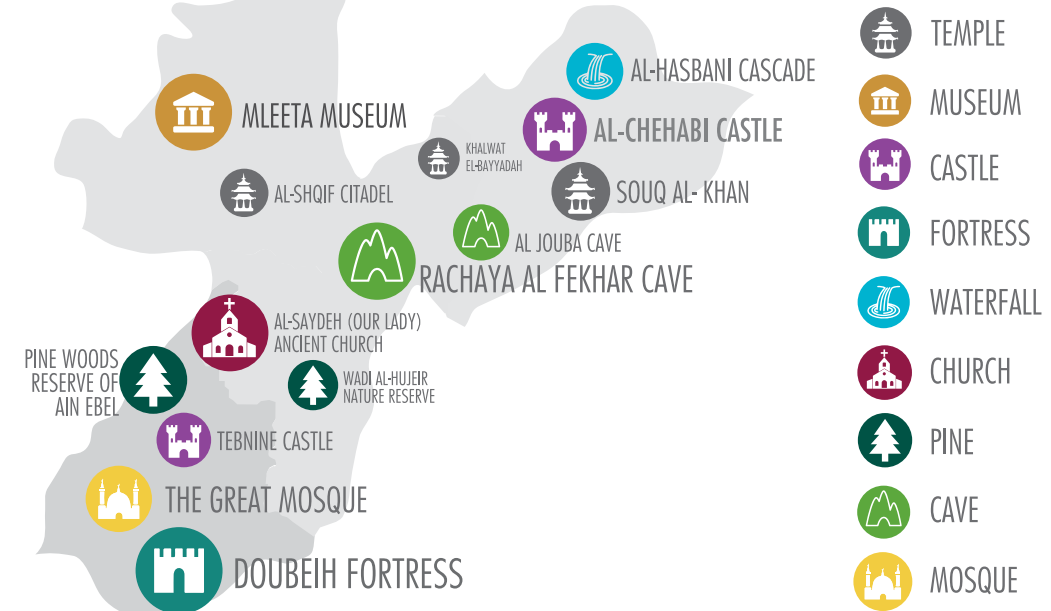 AL-HASBANI CASCADE
MLEETA MUSEUM
AL-CHEHABI CASTLE
KHALWAT
EL-BAYYADAH
AL-SHQIF CITADEL
SOUQ AL- KHAN
AL JOUBA CAVE
RACHAYA AL FEKHAR CAVE
AL-SAYDEH (OUR LADY)
ANCIENT CHURCH
PINE WOODS
RESERVE OF
AIN EBEL
WADI AL-HUJEIR
NATURE RESERVE
TEBNINE CASTLE
THE GREAT MOSQUE
DOUBEIH FORTRESS
TEMPLE
MUSEUM
CASTLE
FORTRESS
WATERFALL
CHURCH
PINE
CAVE
MOSQUE